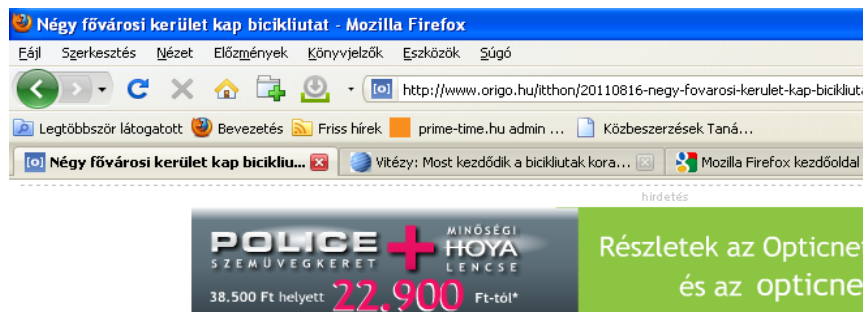 Négy fővárosi kerület kap bicikliutat - Mozilla Firefox
Fájl Szerkesztés Nézet Előzmények Könyvjelzők Eszközök Súgó
http://www.origo.hu/itthon/20110816-negy-fovarosi-kerulet-kap-bicikliuta
Legtöbbször látogatott Bevezetés Friss hírek prime-time.hu admin ... Közbeszerzések Taná...
[o] Négy fővárosi kerület kap bicikliu... Vitézy: Most kezdődik a bicikliutak kora... Mozilla Firefox kezdőoldal
hirdetés
POLICE + MINŐSÉGI
SZEMÜVEGKERET HOYA
LENCSE
38.500 Ft helyett 22.900 Ft-tól*
Részletek az Opticne
és az opticne